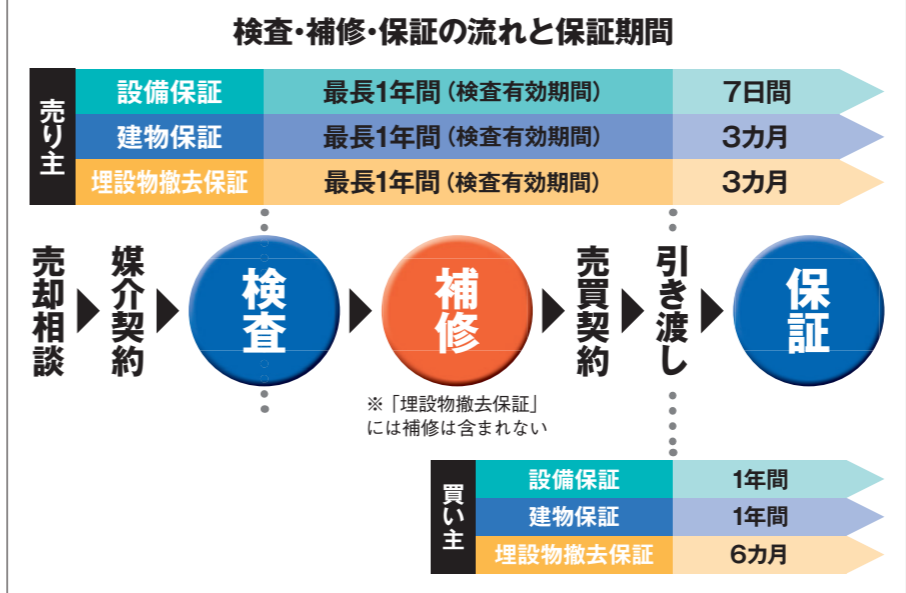 検査・補修・保証の流れと保証期間
売り主
設備保証 最長1年間(検査有効期間) 7日間
建物保証 最長1年間(検査有効期間) 3カ月
埋設物撤去保証 最長1年間(検査有効期間) 3カ月
売却相談
媒介契約
検査
補修
売買契約
引き渡し
保証
※「埋設物撤去保証」
には補修は含まれない
買い主
設備保証 1年間
建物保証 1年間
埋設物撤去保証 6カ月